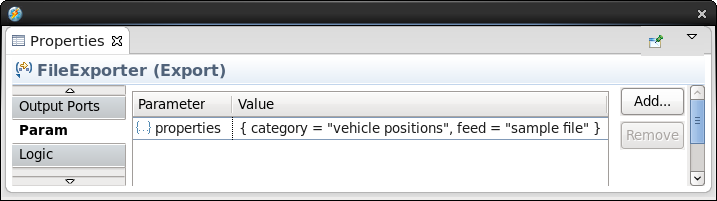 Properties
FileExporter (Export)
Output Ports
Param
Logic
Parameter Value
properties { category = "vehicle positions", feed = "sample file" }
Add...
Remove